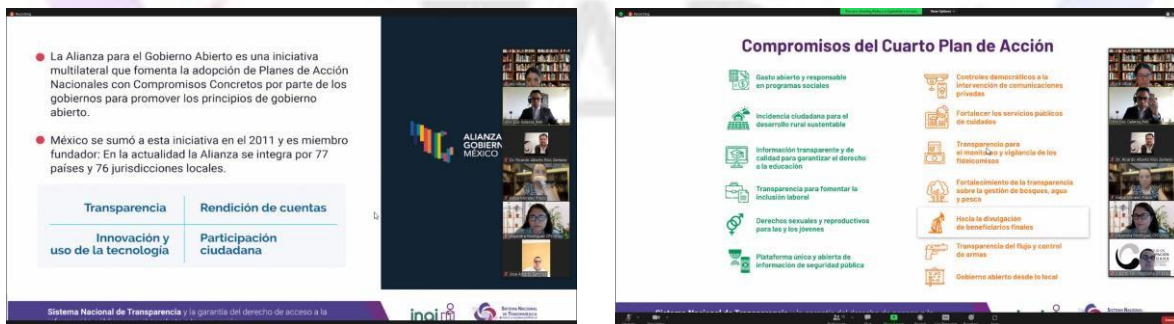 La Alianza para el Gobierno Abierto es una iniciativa
multilateral que fomenta la adopción de Planes de Acción
Nacionales con Compromisos Concretos por parte de los
gobiernos para promover los principios de gobierno
abierto.
México se sumó a esta iniciativa en el 2011 y es miembro
fundador: En la actualidad la Alianza se integra por 77
países y 76 jurisdicciones locales.
Transparencia
Rendición de cuentas
Innovación y
uso de la tecnología
Participación
ciudadana
ALIANZA
GOBIERN
MÉXICO
Sistema Nacional de Transparencia y la garantía del derecho de acceso a la
inai
SISTEMA NACIONAL
DE TRANSPARENCIA
Compromisos del Cuarto Plan de Acción
Gasto abierto y responsable
en programas sociales
Incidencia ciudadana para el
desarrollo rural sustentable
Información transparente y de
calidad para garantizar el derecho
a la educación
Transparencia para fomentar la
inclusión laboral
Derechos sexuales y reproductivos
para las y los jóvenes
Plataforma única y abierta de
información de seguridad pública
Controles democráticos a la
intervención de comunicaciones
privadas
Fortalecer los servicios públicos
de cuidados
Transparencia para
el monitoreo y vigilancia de los
fideicomisos
Fortalecimiento de la transparencia
sobre la gestión de bosques, agua
y pesca
Hacia la divulgación
de beneficiarios finales
Transparencia del flujo y control
de armas
Gobierno abierto desde lo local